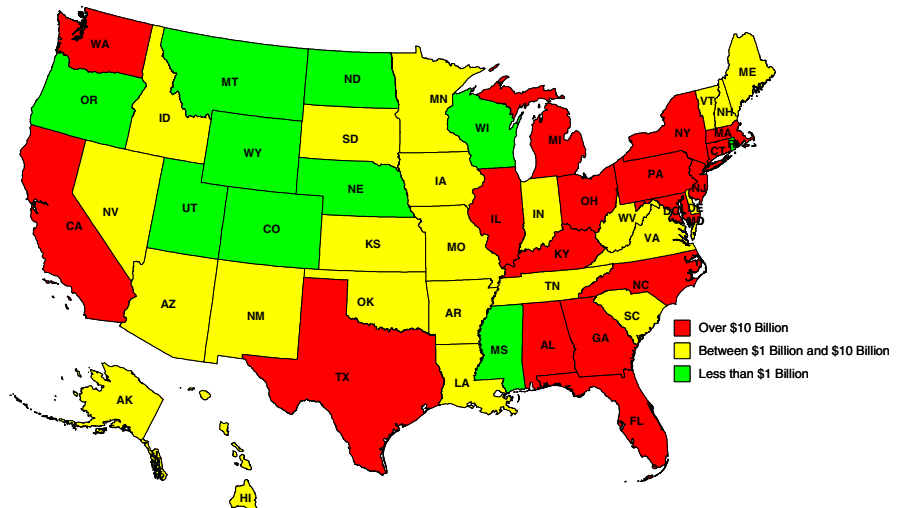 WA
ME
MT
ND
OR
MN
VT
NH
ID
WI
NY
MA
SD
MI
WY
CT
PA
IA
NE
NJ
UT
OH
DE
NV
IN
IL
WV
MD
CA
CO
VA
KS
MO
KY
NM
TN
NC
AZ
OK
AR
SC
Over $10 Billion
GA
AL
MS
Between $1 Billion and $10 Billion
Less than $1 Billion
TX
LA
AK
FL
HI